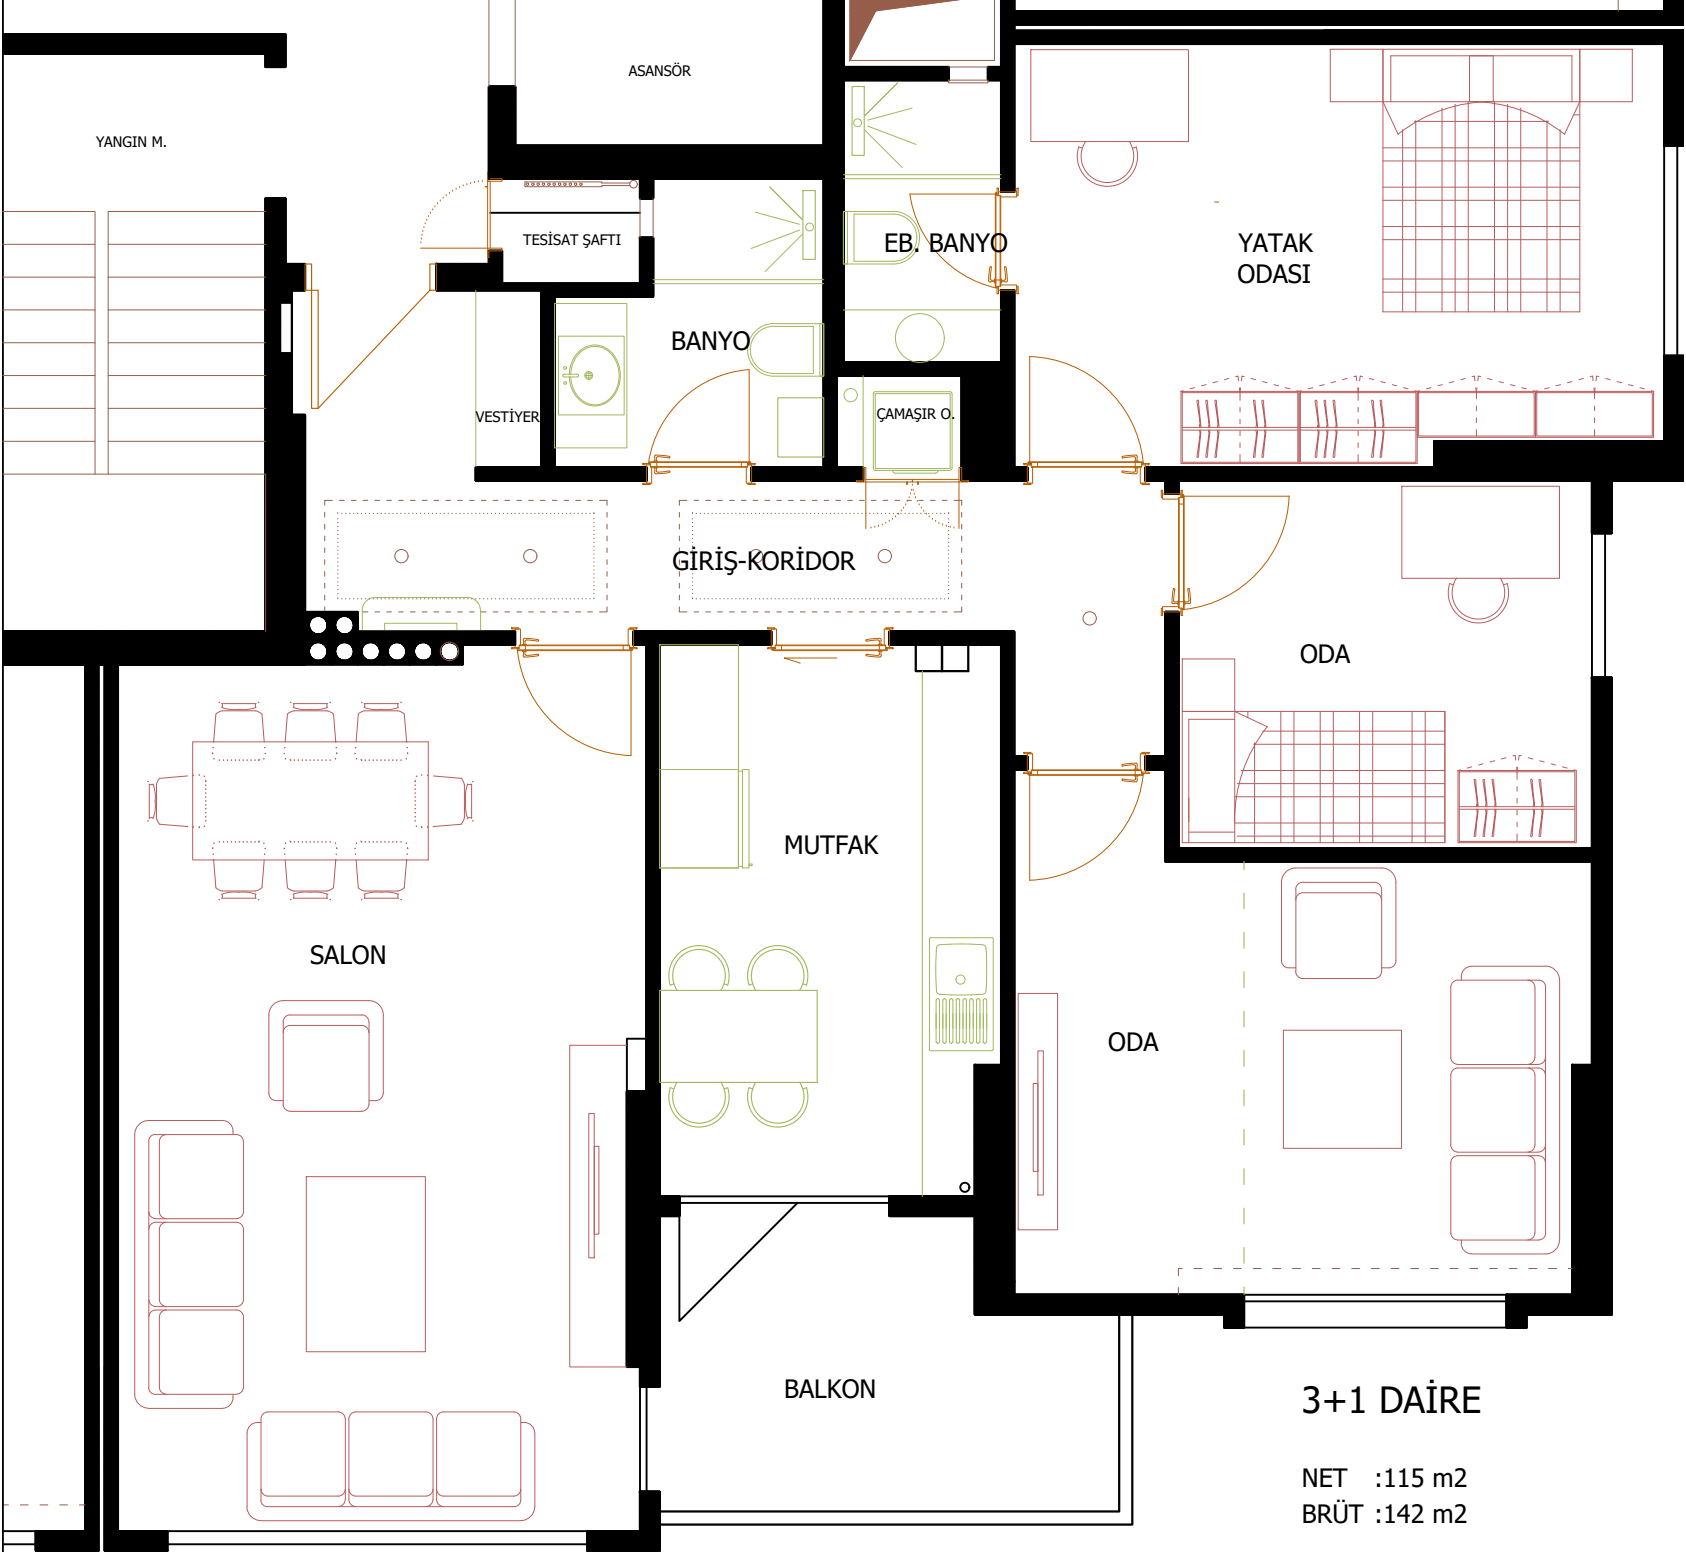 ASANSÖR
YANGIN M.
TESİSAT ŞAFTI
EB. BANYO
YATAK
ODASI
BANYO
VESTİYER
ÇAMAŞIR O.
GİRİŞ-KORİDOR
ODA
MUTFAK
SALON
ODA
BALKON
3+1 DAİRE
NET :115 m2
BRÜT :142 m2